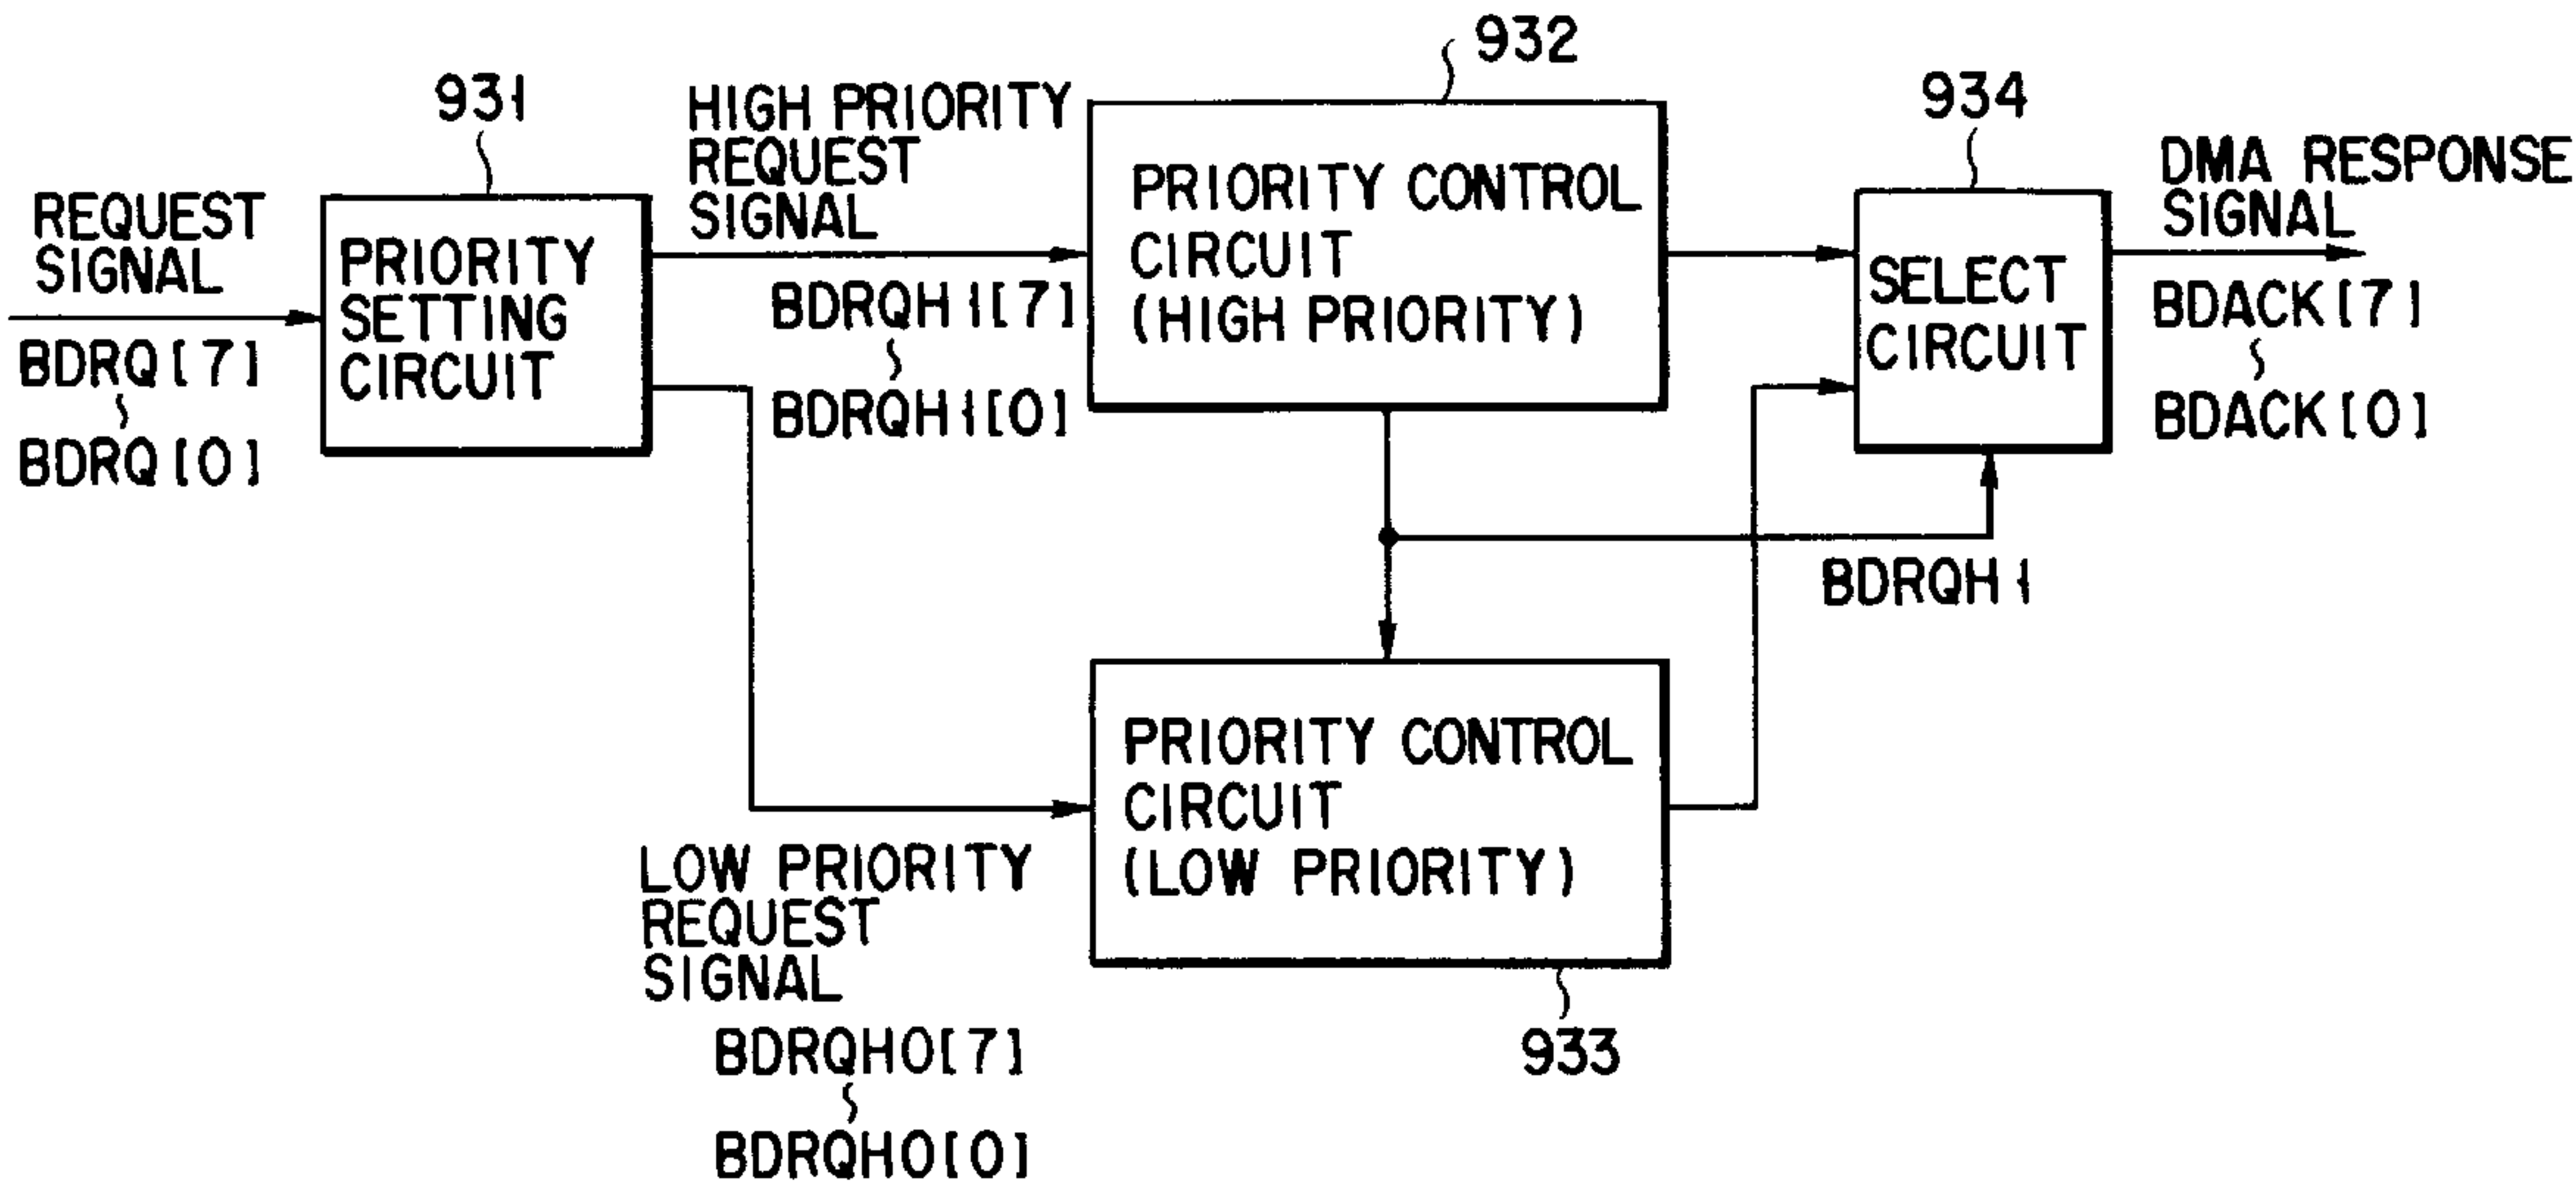 931
REQUEST
SIGNAL
BDRQ[7]
BDRQ[0]
PRIORITY
SETTING
CIRCUIT
HIGH PRIORITY
REQUEST
SIGNAL
BDRQH1[7]
BDRQH1[0]
932
PRIORITY CONTROL
CIRCUIT
(HIGH PRIORITY)
934
SELECT
CIRCUIT
DMA RESPONSE
SIGNAL
BDACK[7]
BDACK[0]
BDRQH1
LOW PRIORITY
REQUEST
SIGNAL
BDRQH0[7]
BDRQH0[0]
PRIORITY CONTROL
CIRCUIT
(LOW PRIORITY)
933